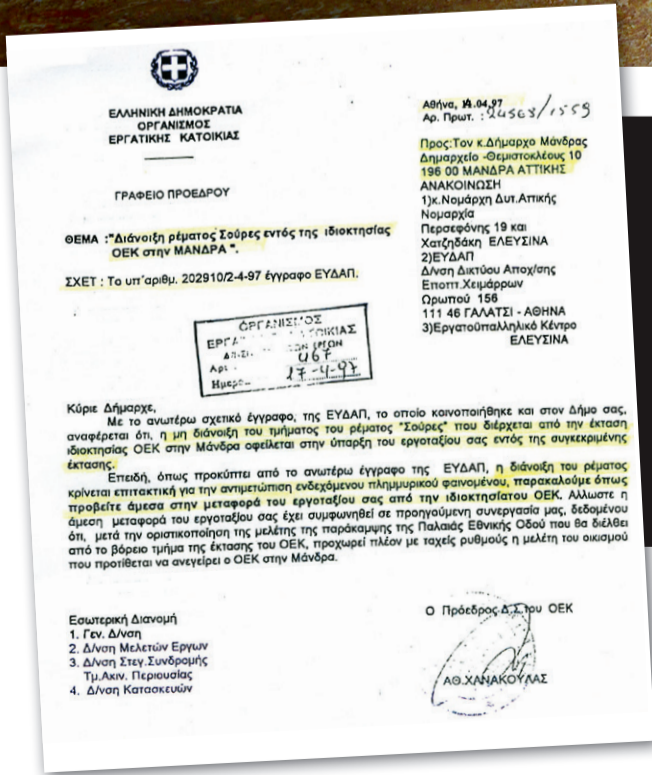 ΕΛΛΗΝΙΚΗ ΔΗΜΟΚΡΑΤΙΑ
ΟΡΓΑΝΙΣΜΟΣ
ΕΡΓΑΤΙΚΗΣ ΚΑΤΟΙΚΙΑΣ
ΓΡΑΦΕΙΟ ΠΡΟΕΔΡΟΥ
ΘΕΜΑ :"Διάνοιξη ρέματος Σούρες εντός της ιδιοκτησίας
ΟΕΚ στην ΜΑΝΔΡΑ ".
ΣΧΕΤ : Το υπ΄αριθμ. 202910/2-4-97 έγγραφο ΕΥΔΑΠ.
Αθήνα, .04.97
Αρ. Πρωτ. :
Προς:Τον κ.Δήμαρχο Μάνδρας
Δημαρχείο -Θεμιστοκλέους 10
196 00 ΜΑΝΔΡΑ ΑΤΤΙΚΗΣ
ΑΝΑΚΟΙΝΩΣΗ
1)κ.Νομάρχη Δυτ.Αττικής
Νομαρχία
Περσεφόνης 19 και
Χατζηδάκη ΕΛΕΥΣΙΝΑ
2)ΕΥΔΑΠ
Δ/νση Δικτύου Αποχ/σης
Εποπτ.Χειμάρρων
Ωρωπού 156
111 46 ΓΑΛΑΤΣΙ - ΑΘΗΝΑ
3)Εργατοϋπαλληλικό Κέντρο
ΕΛΕΥΣΙΝΑ
ΟΡΓΑΝΙΣΜΟΣ
467
17-4-97
Κύριε Δήμαρχε,
Με το ανωτέρω σχετικό έγγραφο, της ΕΥΔΑΠ, το οποίο κοινοποιήθηκε και στον Δήμο σας,
αναφέρεται ότι, η μη διάνοιξη του τμήματος του ρέματος "Σούρες" που διέρχεται από την έκταση
ιδιοκτησίας ΟΕΚ στην Μάνδρα οφείλεται στην ύπαρξη του εργοταξίου σας εντός της συγκεκριμένης
έκτασης.
Επειδή, όπως προκύπτει από το ανωτέρω έγγραφο της ΕΥΔΑΠ, η διάνοιξη του ρέματος
κρίνεται επιτακτική για την αντιμετώπιση ενδεχόμενου πλημμυρικού φαινομένου, παρακαλούμε όπως
προβείτε άμεσα στην μεταφορά του εργοταξίου σας από την ιδιοκτησίατου ΟΕΚ. Αλλωστε η
άμεση μεταφορά του εργοταξίου σας έχει συμφωνηθεί σε προηγούμενη συνεργασία μας, δεδομένου
ότι, μετά την οριστικοποίηση της μελέτης της παράκαμψης της Παλαιάς Εθνικής Οδού που θα διέλθει
από το βόρειο τμήμα της έκτασης του ΟΕΚ, προχωρεί πλέον με ταχείς ρυθμούς η μελέτη του οικισμού
που προτίθεται να ανεγείρει ο ΟΕΚ στην Μάνδρα.
Εσωτερική Διανομή
1. Γεν. Δ/νση
2. Δ/νση Μελετών Εργων
3. Δ/νση Στεγ.Συνδρομής
Τμ.Ακιν. Περιουσίας
4. Δ/νση Κατασκευών
Ο Πρόεδρος Δ.Σ.του ΟΕΚ
ΑΘ.ΧΑΝΑΚΟΥΛΑΣ